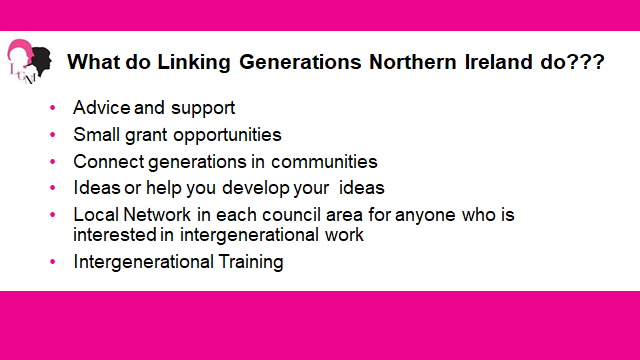 LGNI
What do Linking Generations Northern Ireland do???
• Advice and support
• Small grant opportunities
• Connect generations in communities
• Ideas or help you develop your ideas
• Local Network in each council area for anyone who is
interested in intergenerational work
• Intergenerational Training